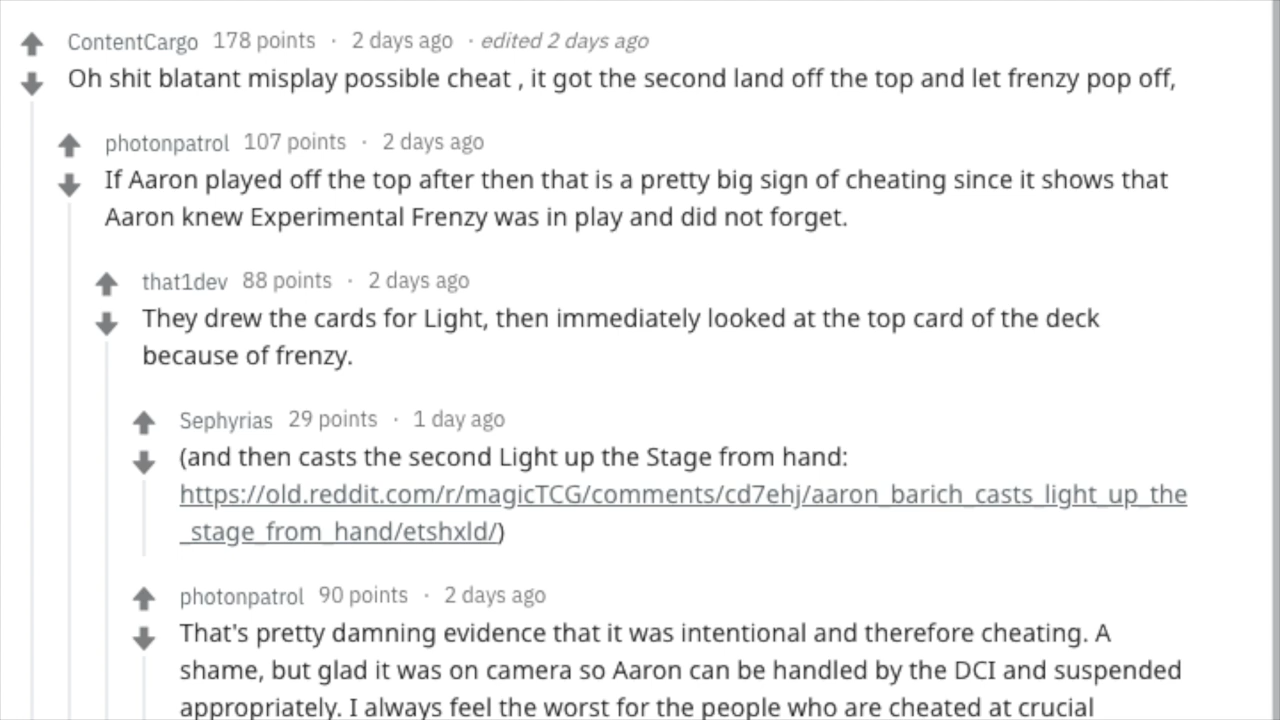 ContentCargo 178 points · 2 days ago · edited 2 days ago
Oh shit blatant misplay possible cheat , it got the second land off the top and let frenzy pop off,
photonpatrol 107 points · 2 days ago
If Aaron played off the top after then that is a pretty big sign of cheating since it shows that
Aaron knew Experimental Frenzy was in play and did not forget.
that1dev 88 points · 2 days ago
They drew the cards for Light, then immediately looked at the top card of the deck
because of frenzy.
Sephyrias 29 points · 1 day ago
(and then casts the second Light up the Stage from hand:
https://old.reddit.com/r/magicTCG/comments/cd7ehj/aaron_barich_casts_light_up_the
_stage_from_hand/etshxld/)
photonpatrol 90 points · 2 days ago
That's pretty damning evidence that it was intentional and therefore cheating. A
shame, but glad it was on camera so Aaron can be handled by the DCI and suspended
appropriately. I always feel the worst for the people who are cheated at crucial